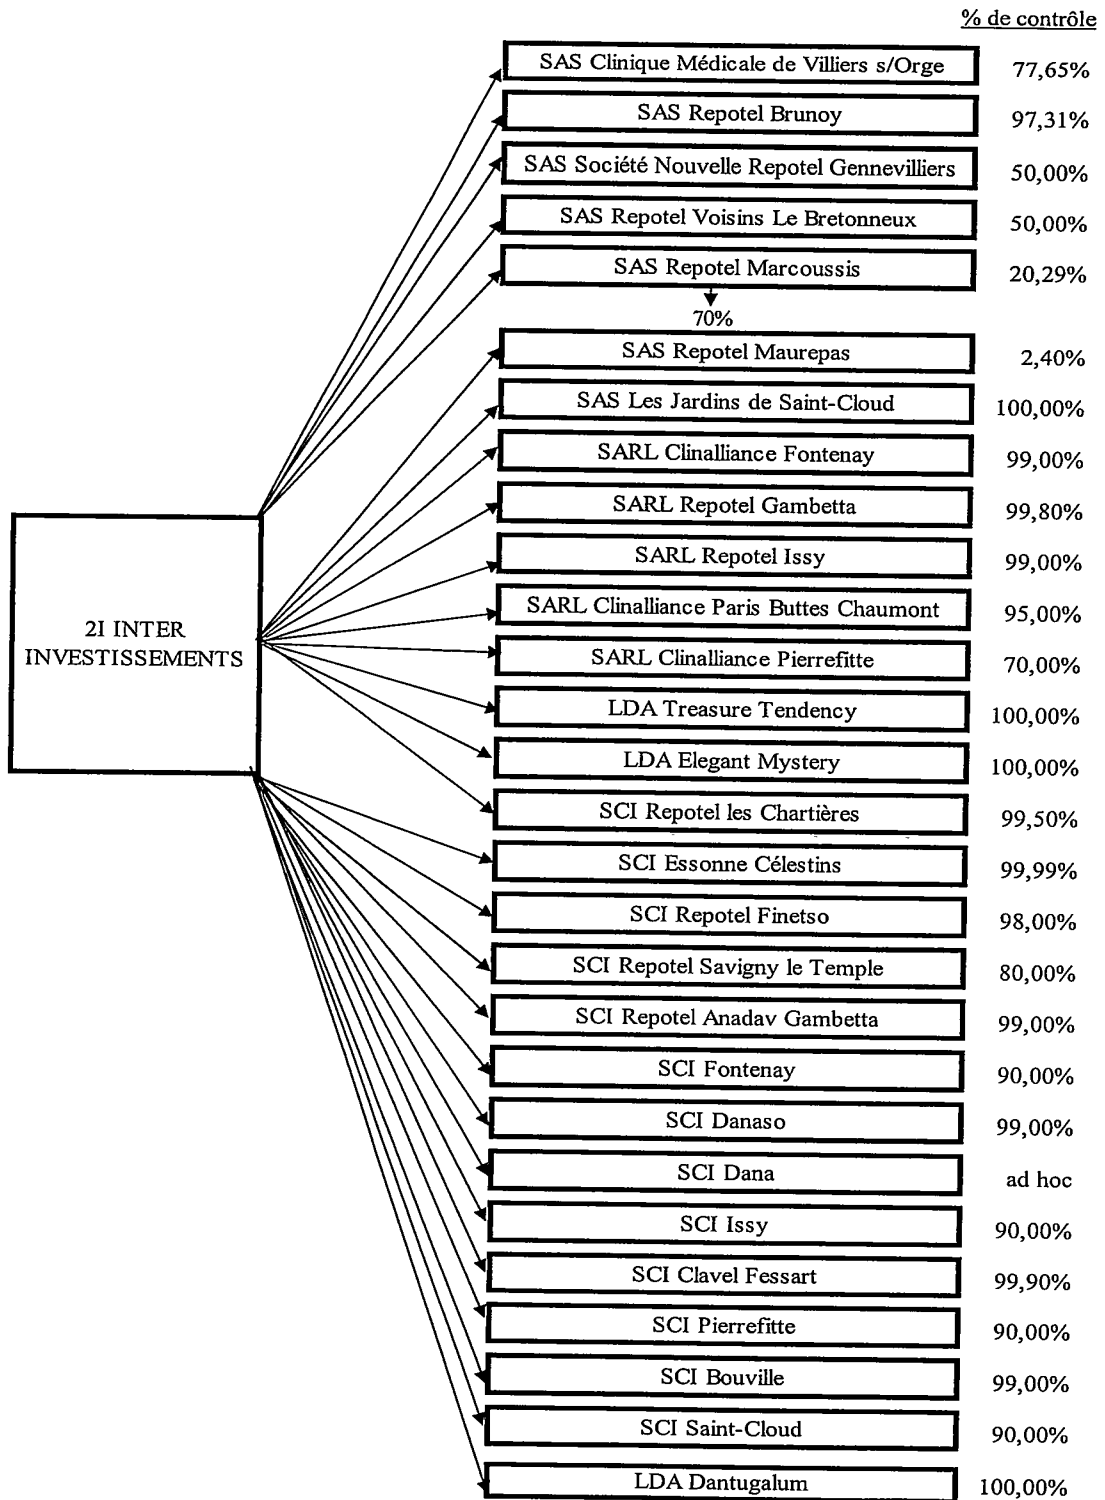 % de contrôle
SAS Clinique Médicale de Villiers s/Orge 77,65%
SAS Repotel Brunoy 97,31%
SAS Société Nouvelle Repotel Gennevilliers 50,00%
SAS Repotel Voisins Le Bretonneux 50,00%
SAS Repotel Marcoussis 20,29%
70%
SAS Repotel Maurepas 2,40%
SAS Les Jardins de Saint-Cloud 100,00%
SARL Clinalliance Fontenay 99,00%
SARL Repotel Gambetta 99,80%
SARL Repotel Issy 99,00%
SARL Clinalliance Paris Buttes Chaumont 95,00%
2I INTER
INVESTISSEMENTS
SARL Clinalliance Pierrefitte 70,00%
LDA Treasure Tendency 100,00%
LDA Elegant Mystery 100,00%
SCI Repotel les Chartières 99,50%
SCI Essonne Célestins 99,99%
SCI Repotel Finetso 98,00%
SCI Repotel Savigny le Temple 80,00%
SCI Repotel Anadav Gambetta 99,00%
SCI Fontenay 90,00%
SCI Danaso 99,00%
SCI Dana ad hoc
SCI Issy 90,00%
SCI Clavel Fessart 99,90%
SCI Pierrefitte 90,00%
SCI Bouville 99,00%
SCI Saint-Cloud 90,00%
LDA Dantugalum 100,00%